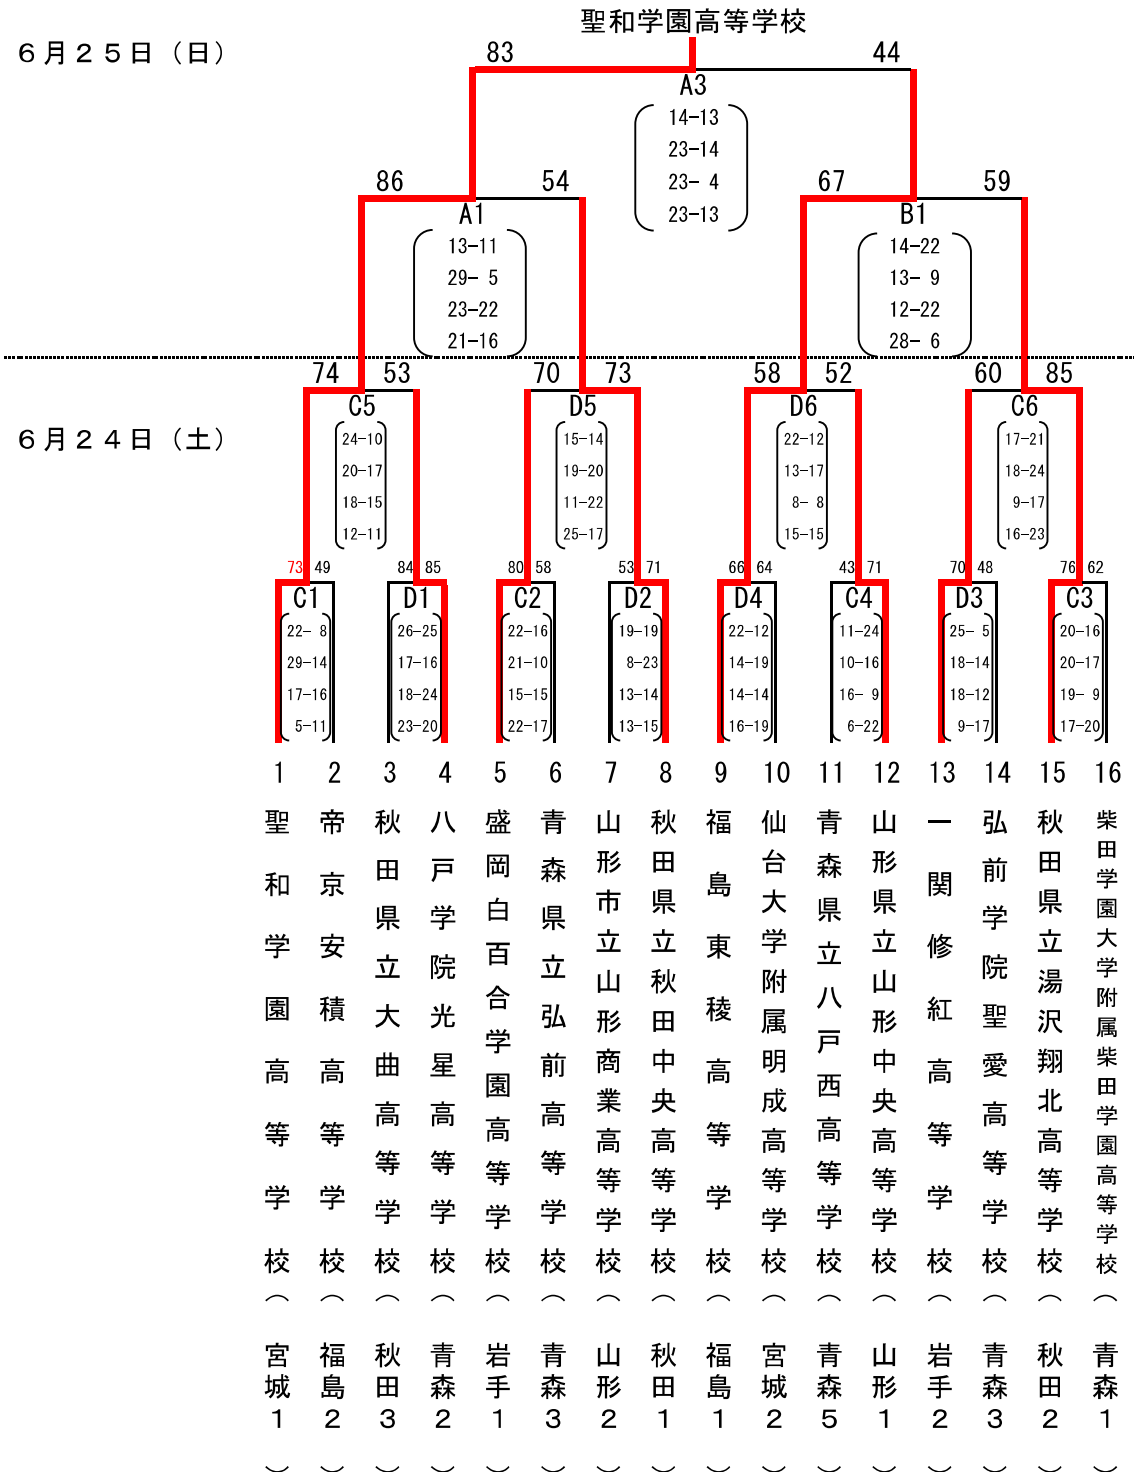 聖和学園高等学校
６月２５日（日）
83 44
A3
14-13
23-14
23- 4
23-13
86 54
A1
13-11
29- 5
23-22
21-16
67 59
B1
14-22
13- 9
12-22
28- 6
６月２４日（土）
74 53
C5
24-10
20-17
18-15
12-11
70 73
D5
15-14
19-20
11-22
25-17
58 52
D6
22-12
13-17
8- 8
15-15
60 85
C6
17-21
18-24
9-17
16-23
73 49
C1
22- 8
29-14
17-16
5-11
84 85
D1
26-25
17-16
18-24
23-20
80 58
C2
22-16
21-10
15-15
22-17
53 71
D2
19-19
8-23
13-14
13-15
66 64
D4
22-12
14-19
14-14
16-19
43 71
C4
11-24
10-16
16- 9
6-22
70 48
D3
25- 5
18-14
18-12
9-17
76 62
C3
20-16
20-17
19- 9
17-20
1 聖和学園高等学校（宮城１）
2 帝京安積高等学校（福島２）
3 秋田県立大曲高等学校（秋田３）
4 八戸学院光星高等学校（青森２）
5 盛岡白百合学園高等学校（岩手１）
6 青森県立弘前高等学校（青森３）
7 山形市立山形商業高等学校（山形２）
8 秋田県立秋田中央高等学校（秋田１）
9 福島東稜高等学校（福島１）
10 仙台大学附属明成高等学校（宮城２）
11 青森県立八戸西高等学校（青森５）
12 山形県立山形中央高等学校（山形１）
13 一関修紅高等学校（岩手２）
14 弘前学院聖愛高等学校（青森３）
15 秋田県立湯沢翔北高等学校（秋田２）
16 柴田学園大学附属柴田学園高等学校（青森１）